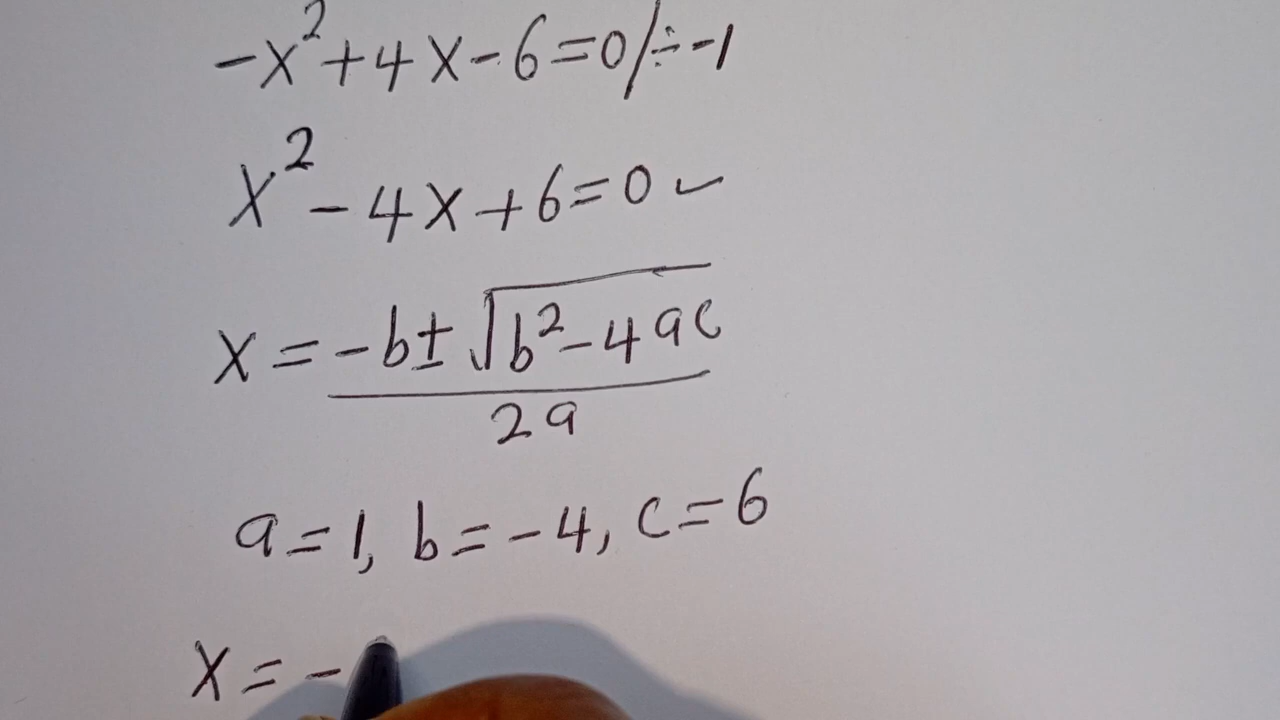 -x²+4x-6=0/÷-1
x²-4x+6=0✓
x=-b±√b²-4ac
2a
a=1, b=-4, c=6
x=-